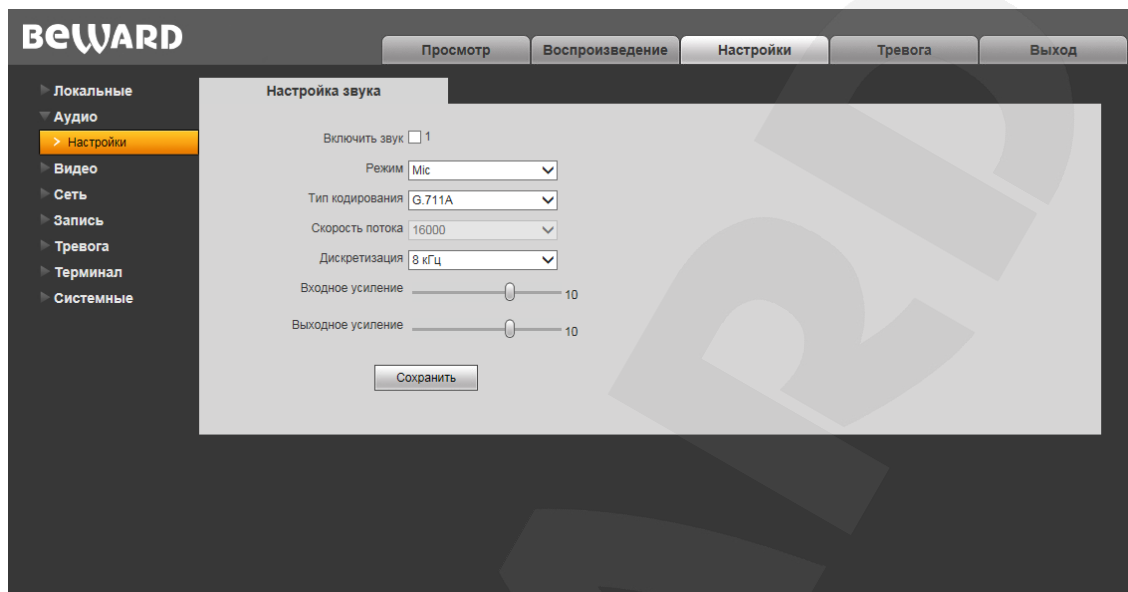 BEWARD
Просмотр Воспроизведение Настройки Тревога Выход
Локальные
Аудио
> Настройки
Видео
Сеть
Запись
Тревога
Терминал
Системные
Настройка звука
Включить звук 1
Режим Mic
Тип кодирования G.711A
Скорость потока 16000
Дискретизация 8 кГц
Входное усиление 10
Выходное усиление 10
Сохранить